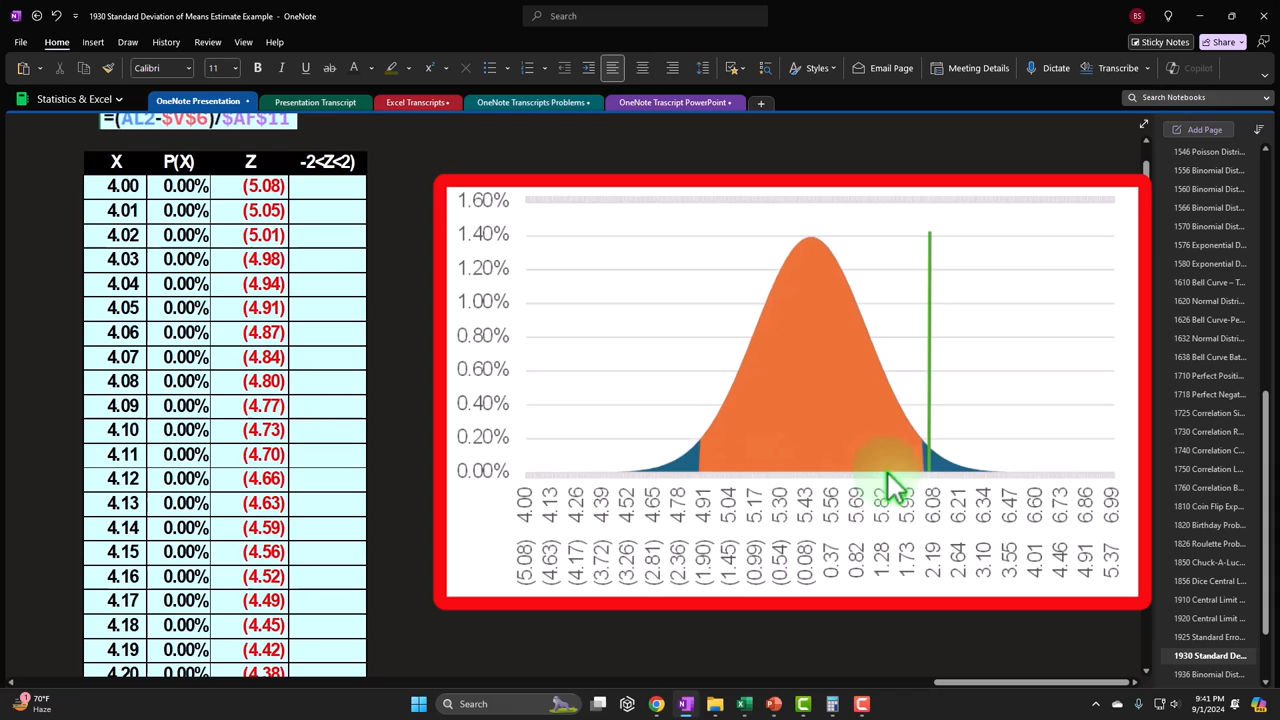 1930 Standard Deviation of Means Estimate Example - OneNote
Search
BS
File Home Insert Draw History Review View Help
Sticky Notes Share
Calibri 11 B I U ab A x Styles Email Page Meeting Details Dictate Transcribe Copilot
Statistics & Excel OneNote Presentation Presentation Transcript Excel Transcripts OneNote Transcripts Problems OneNote Trascript PowerPoint + Search Notebooks
=(AL2-$V$6)/$AF$11
X P(X) Z -2<Z<2)
4.00 0.00% (5.08)
4.01 0.00% (5.05)
4.02 0.00% (5.01)
4.03 0.00% (4.98)
4.04 0.00% (4.94)
4.05 0.00% (4.91)
4.06 0.00% (4.87)
4.07 0.00% (4.84)
4.08 0.00% (4.80)
4.09 0.00% (4.77)
4.10 0.00% (4.73)
4.11 0.00% (4.70)
4.12 0.00% (4.66)
4.13 0.00% (4.63)
4.14 0.00% (4.59)
4.15 0.00% (4.56)
4.16 0.00% (4.52)
4.17 0.00% (4.49)
4.18 0.00% (4.45)
4.19 0.00% (4.42)
4.20 0.00% (4.38)
1.60%
1.40%
1.20%
1.00%
0.80%
0.60%
0.40%
0.20%
0.00%
4.00 4.13 4.26 4.39 4.52 4.65 4.78 4.91 5.04 5.17 5.30 5.43 5.56 5.69 5.82 6.08 6.21 6.34 6.47 6.60 6.73 6.86 6.99
(5.08) (4.63) (4.17) (3.72) (3.26) (2.81) (2.36) (1.90) (1.45) (0.99) (0.54) (0.08) 0.37 0.82 1.28 1.73 2.19 2.64 3.10 3.55 4.01 4.46 4.91 5.37
Add Page
1546 Poisson Distri...
1556 Binomial Distr...
1560 Binomial Distr...
1566 Binomial Distr...
1570 Binomial Distr...
1576 Exponential D...
1580 Exponential D...
1610 Bell Curve – T...
1620 Normal Distri...
1626 Bell Curve-Pe...
1632 Normal Distri...
1638 Bell Curve Bat...
1710 Perfect Positi...
1718 Perfect Negat...
1725 Correlation Si...
1730 Correlation R...
1740 Correlation C...
1750 Correlation L...
1760 Correlation B...
1810 Coin Flip Exp...
1820 Birthday Prob...
1826 Roulette Prob...
1850 Chuck-A-Luc...
1856 Dice Central L...
1910 Central Limit ...
1920 Central Limit ...
1925 Standard Erro...
1930 Standard De...
1936 Binomial Dist...
70°F
Haze
Search
9:41 PM
9/1/2024